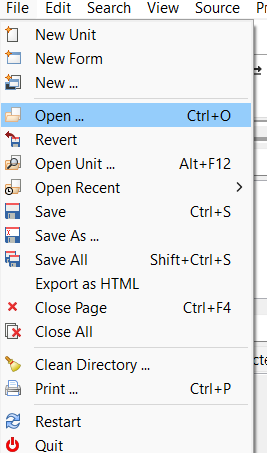 File Edit Search View Source
New Unit
New Form
New ...
Open ... Ctrl+O
Revert
Open Unit ... Alt+F12
Open Recent
Save Ctrl+S
Save As ...
Save All Shift+Ctrl+S
Export as HTML
Close Page Ctrl+F4
Close All
Clean Directory ...
Print ... Ctrl+P
Restart
Quit